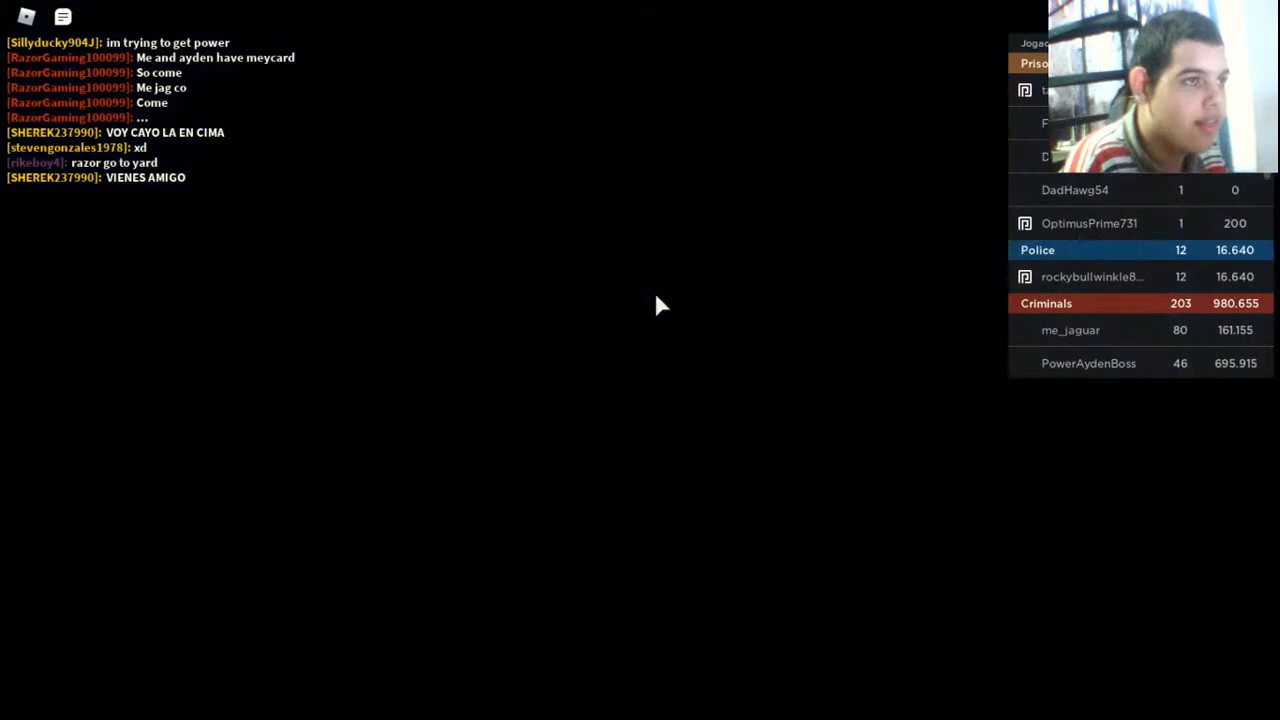 [Sillyducky904J]: im trying to get power
[RazorGaming100099]: Me and ayden have meycard
[RazorGaming100099]: So come
[RazorGaming100099]: Me jag co
[RazorGaming100099]: Come
[RazorGaming100099]: ...
[SHEREK237990]: VOY CAYO LA EN CIMA
[stevengonzales1978]: xd
[rikeboy4]: razor go to yard
[SHEREK237990]: VIENES AMIGO
DadHawg54 1 0
OptimusPrime731 1 200
Police 12 16.640
rockybullwinkle8... 12 16.640
Criminals 203 980.655
me_jaguar 80 161.155
PowerAydenBoss 46 695.915